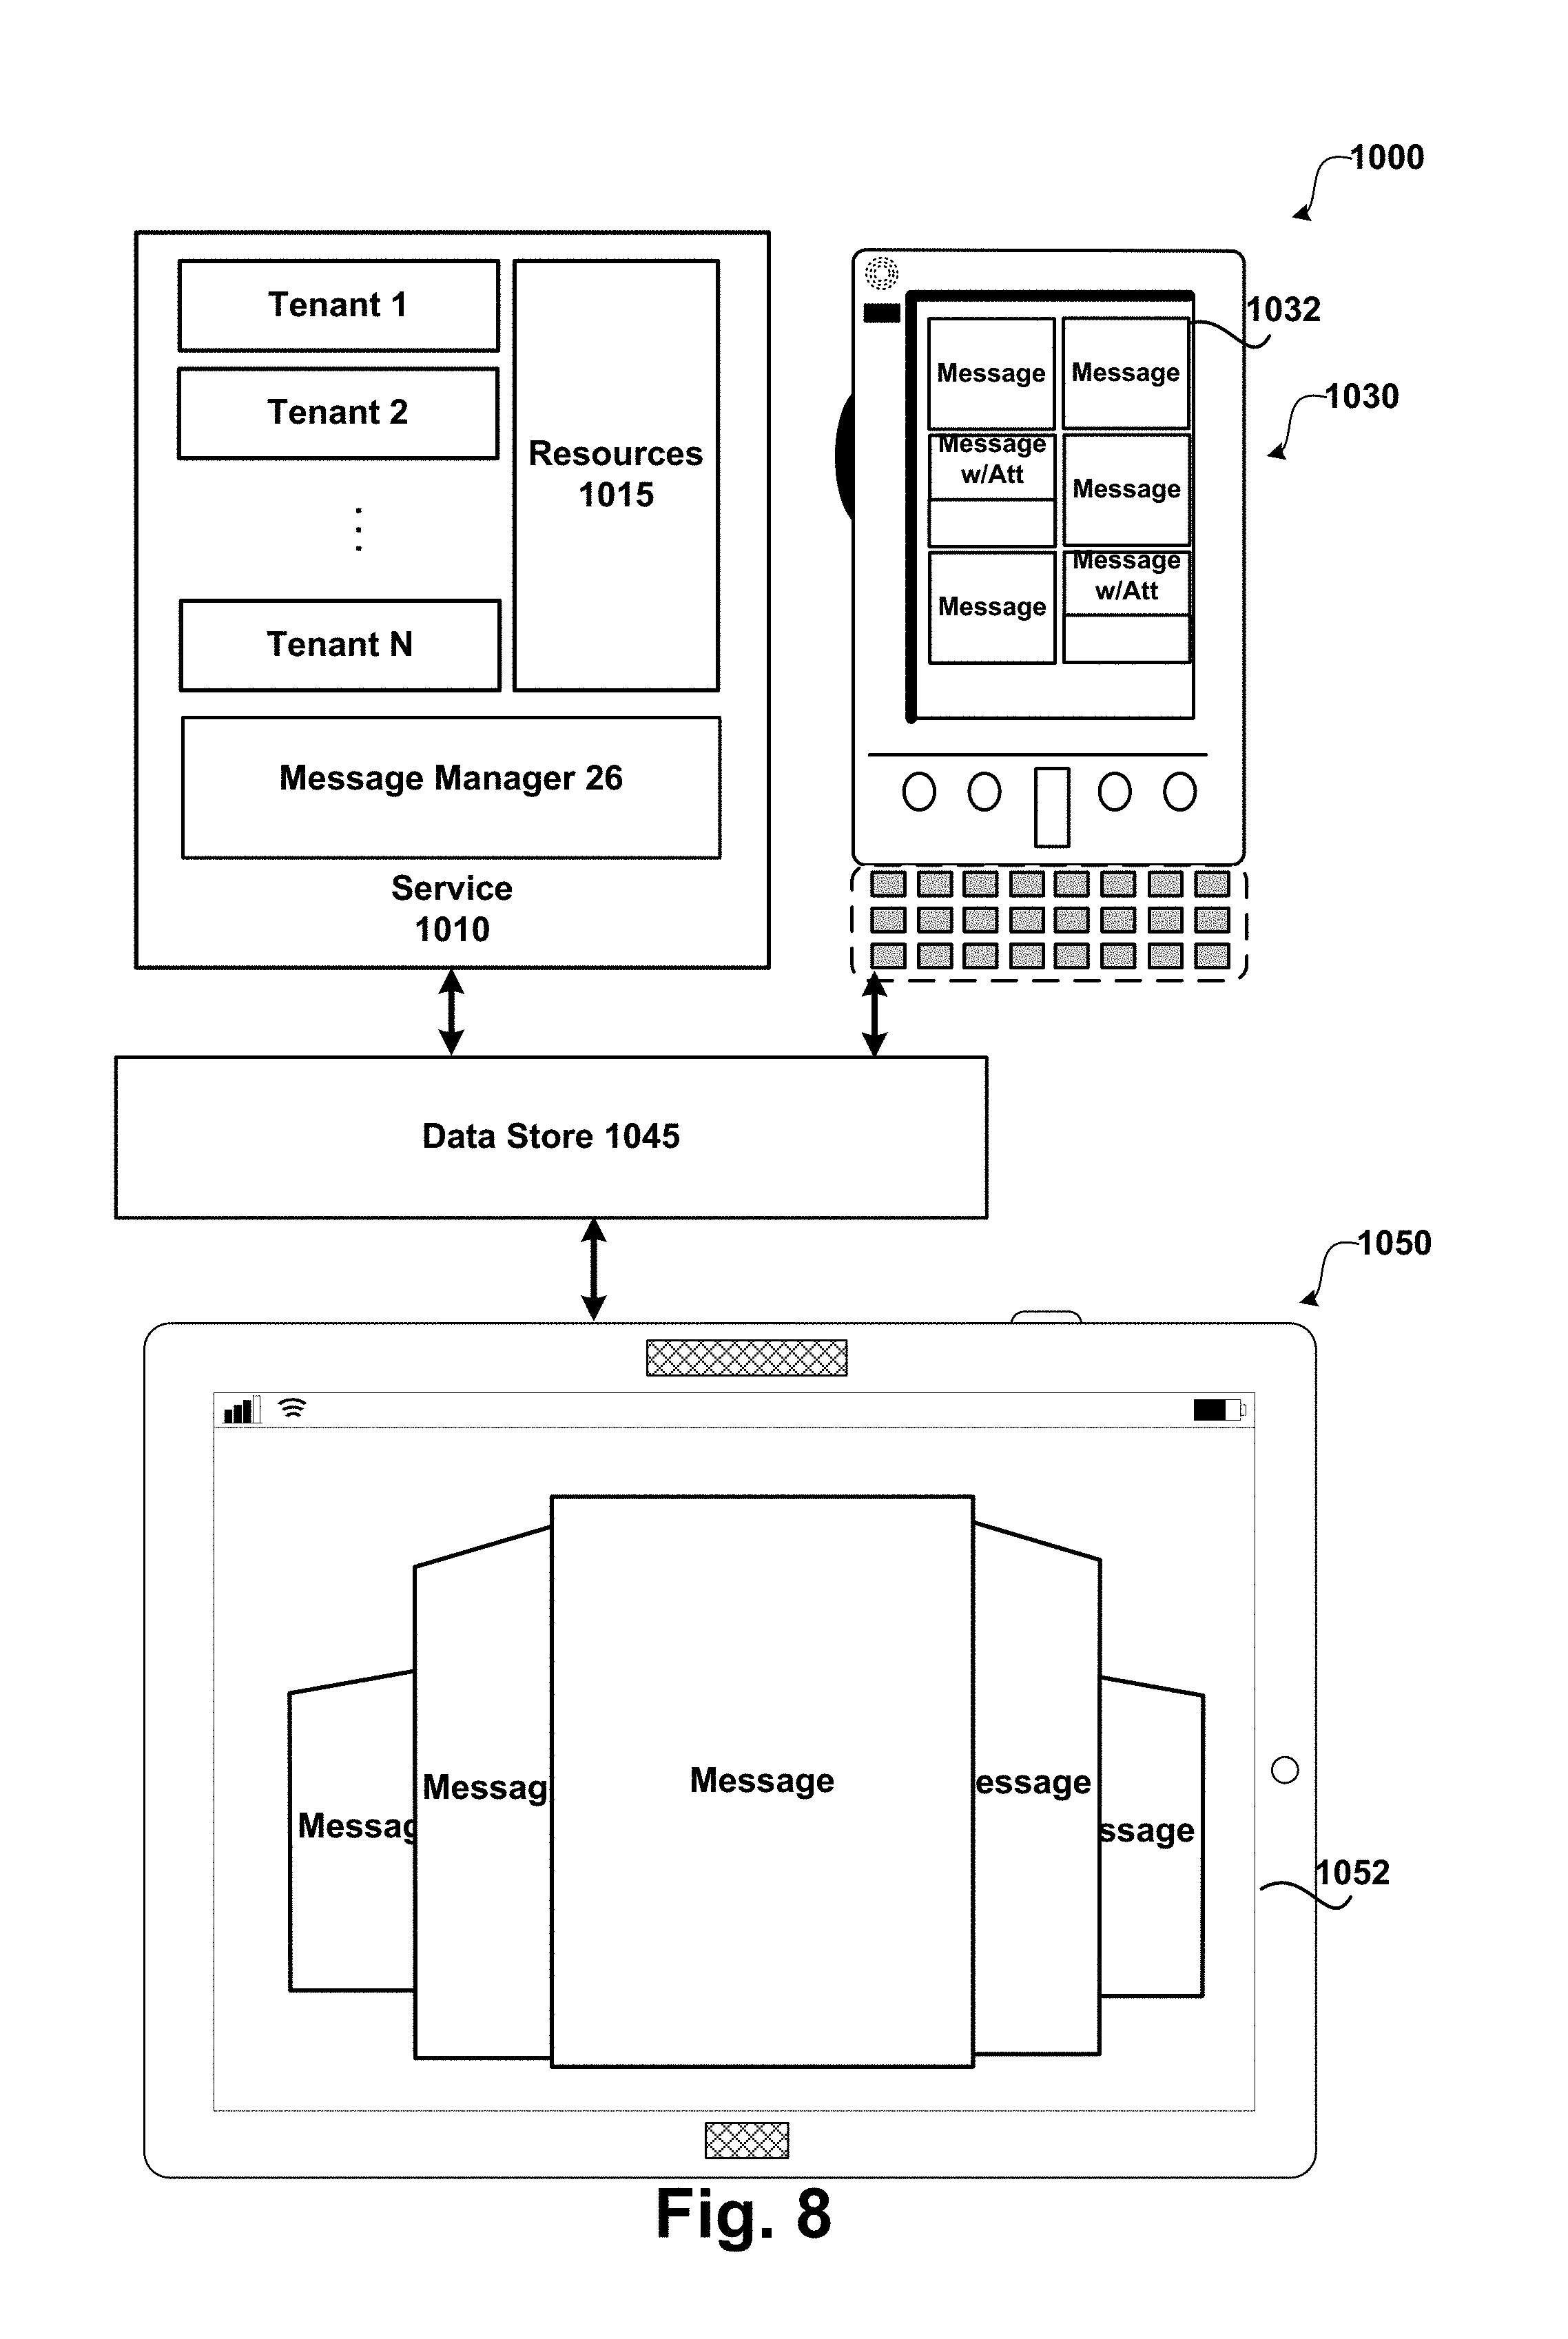 1000
Tenant 1
Tenant 2
Tenant N
Resources
1015
Message Manager 26
Service
1010
1032
1030
Message
Message
Message
w/Att
Message
Message
Message
w/Att
Data Store 1045
1050
Messag
Messag
Message
essage
ssage
1052
Fig. 8